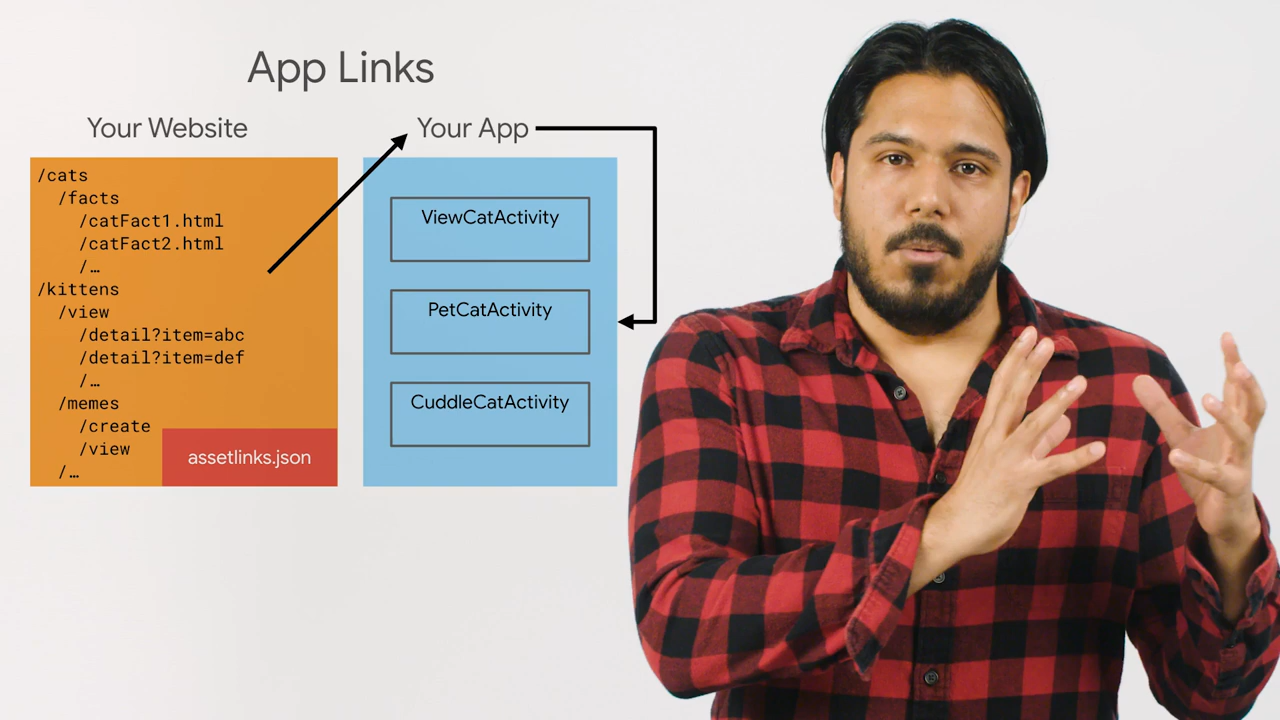 App Links
Your Website
/cats
/facts
/catFact1.html
/catFact2.html
/…
/kittens
/view
/detail?item=abc
/detail?item=def
/…
/memes
/create
/view
/…
assetlinks.json
Your App
ViewCatActivity
PetCatActivity
CuddleCatActivity